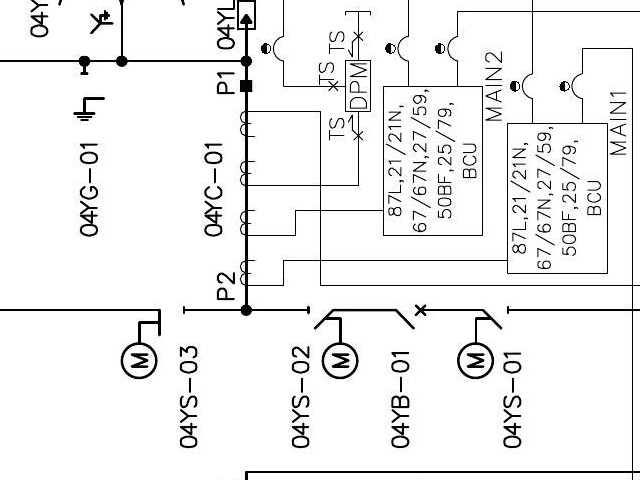 04Y
04YL
P1
TS
TS
TS
DPM
MAIN2
MAIN1
87L,21/21N,
67/67N,27/59,
50BF,25/79,
BCU
87L,21/21N,
67/67N,27/59,
50BF,25/79,
BCU
04YG-01
04YC-01
P2
M
M
M
04YS-03
04YS-02
04YB-01
04YS-01